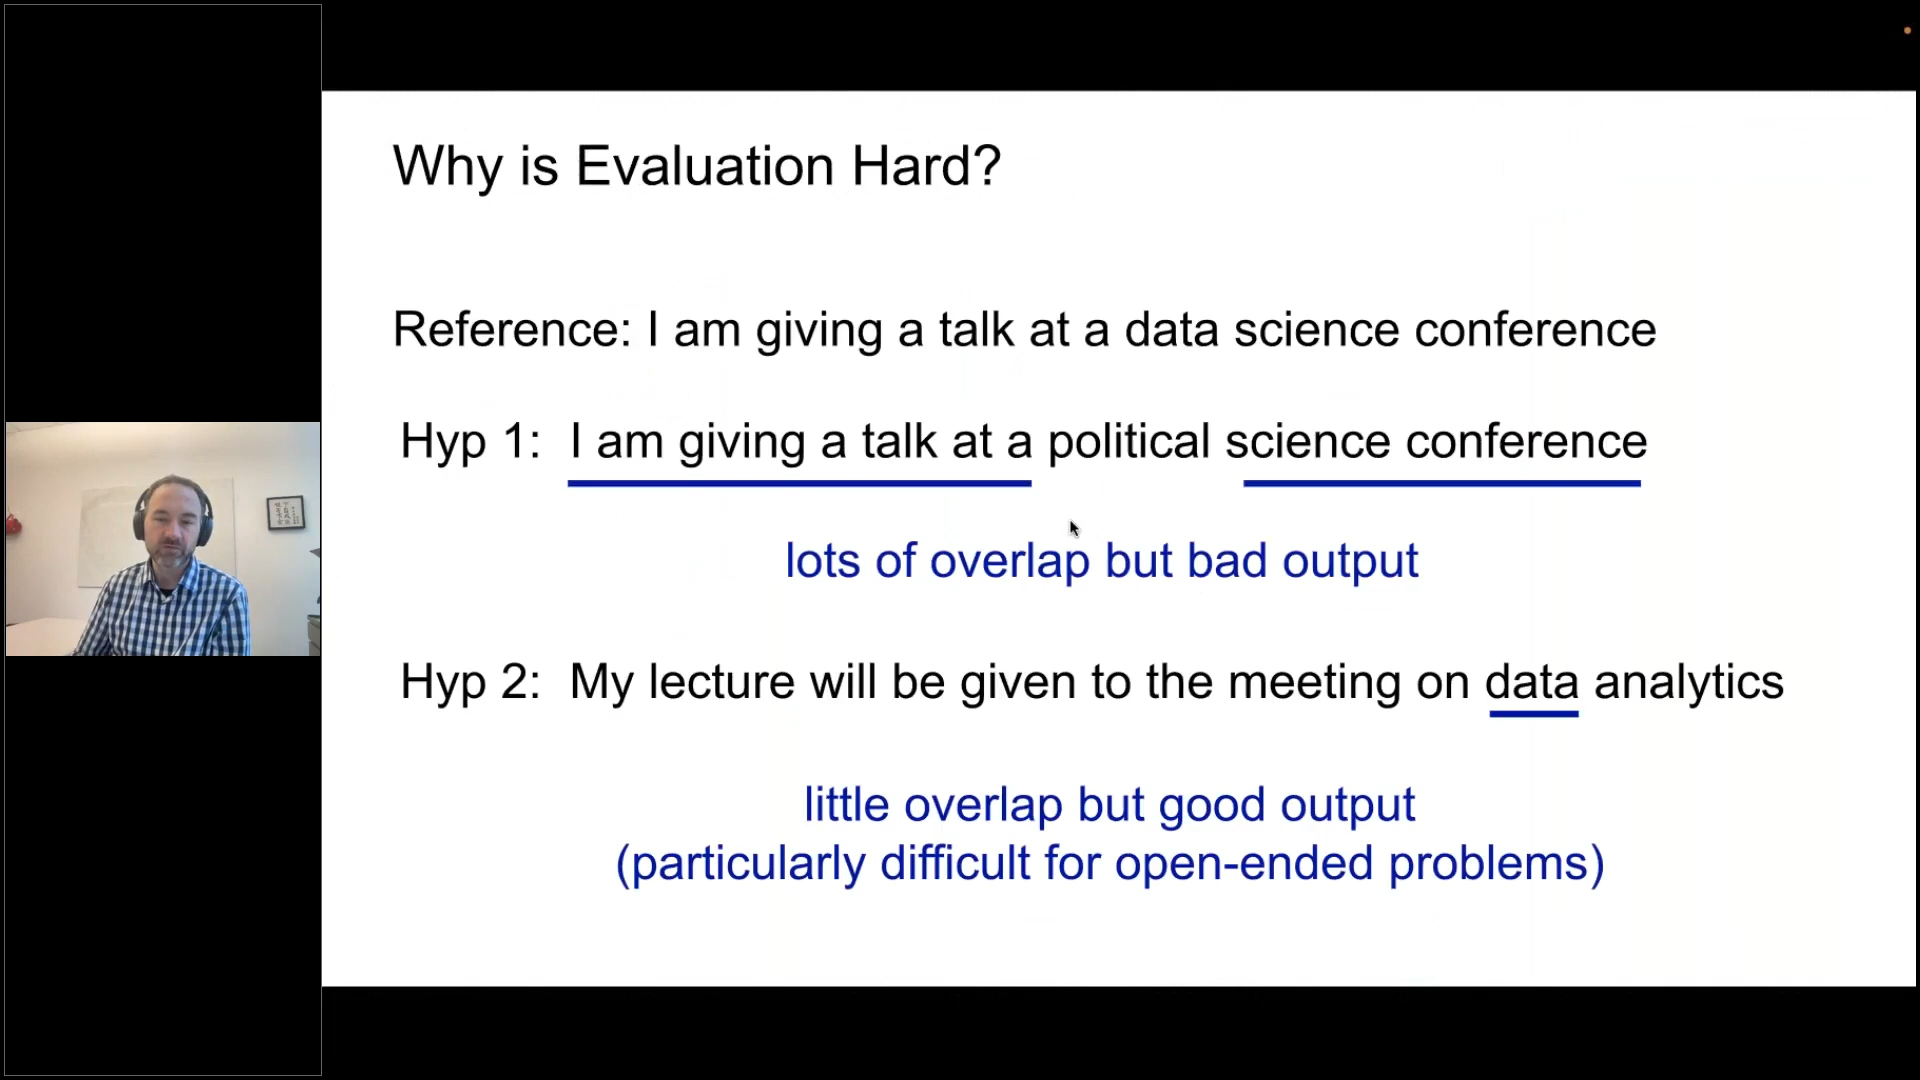 Why is Evaluation Hard?
Reference: I am giving a talk at a data science conference
Hyp 1: I am giving a talk at a political science conference
lots of overlap but bad output
Hyp 2: My lecture will be given to the meeting on data analytics
little overlap but good output
(particularly difficult for open-ended problems)